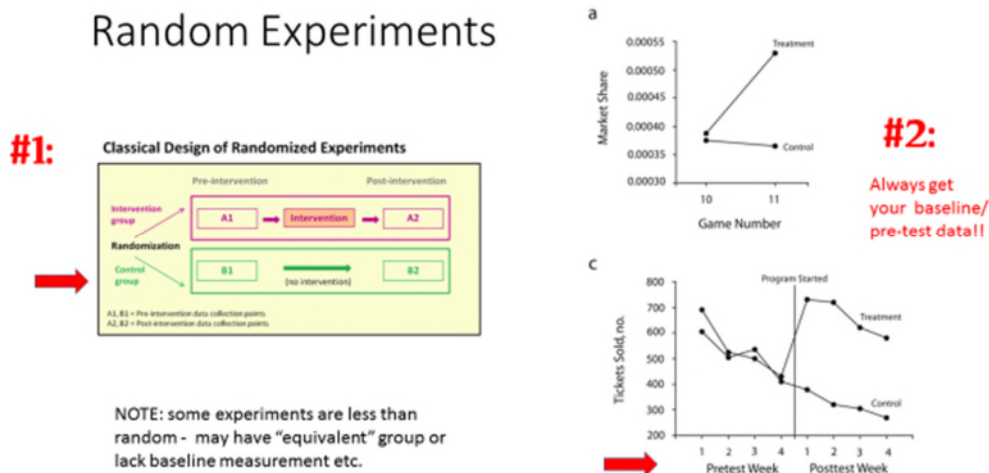 Random Experiments
#1:
Classical Design of Randomized Experiments
Pre-intervention
Post-intervention
Intervention
group
A1
Intervention
A2
Randomization
Control
group
B1
(no intervention)
B2
A1, B1 = Pre-intervention data collection points
A2, B2 = Post-intervention data collection points
NOTE: some experiments are less than
random - may have “equivalent” group or
lack baseline measurement etc.
a
Market Share
0.00055
0.00050
0.00045
0.00040
0.00035
0.00030
Treatment
Control
10 11
Game Number
#2:
Always get
your baseline/
pre-test data!!
c
Tickets Sold, no.
800
700
600
500
400
300
200
Program Started
Treatment
Control
1 2 3 4 1 2 3 4
Pretest Week Posttest Week